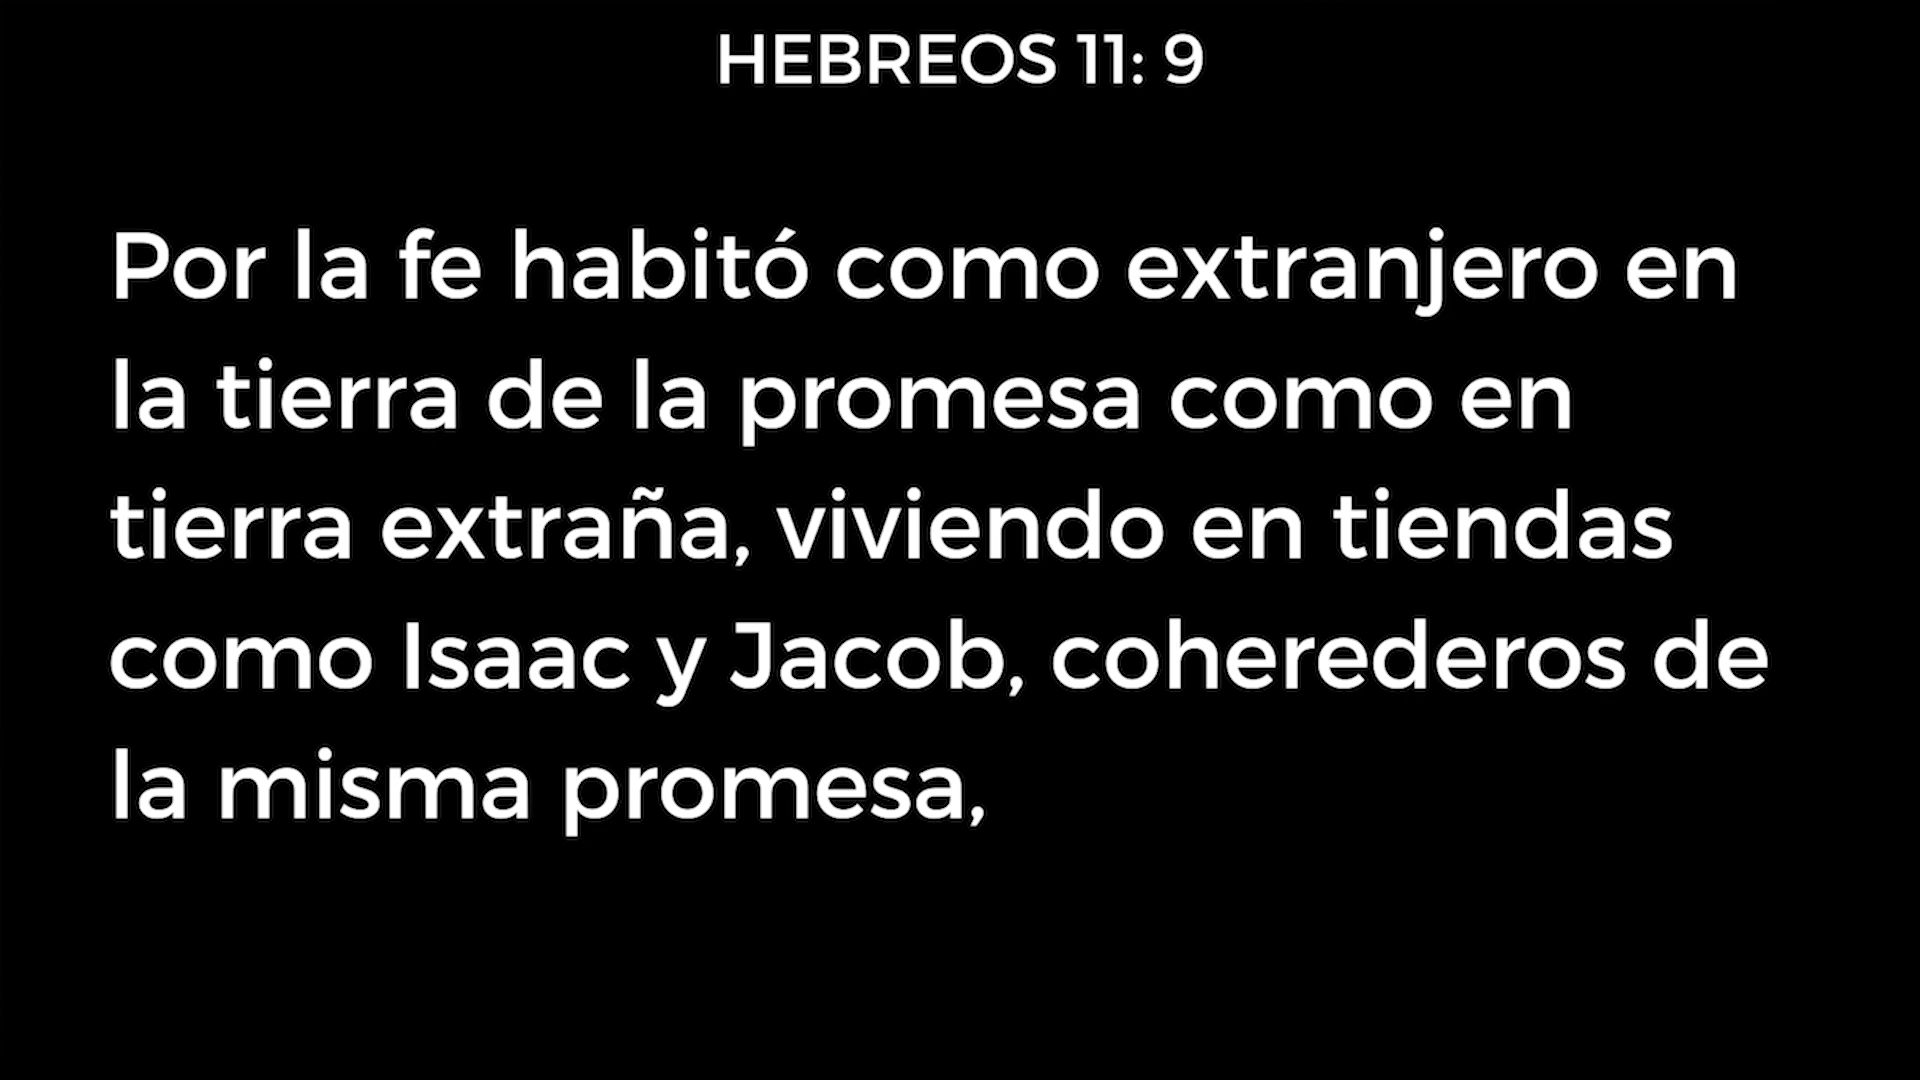 HEBREOS 11: 9
Por la fe habitó como extranjero en
la tierra de la promesa como en
tierra extraña, viviendo en tiendas
como Isaac y Jacob, coherederos de
la misma promesa,